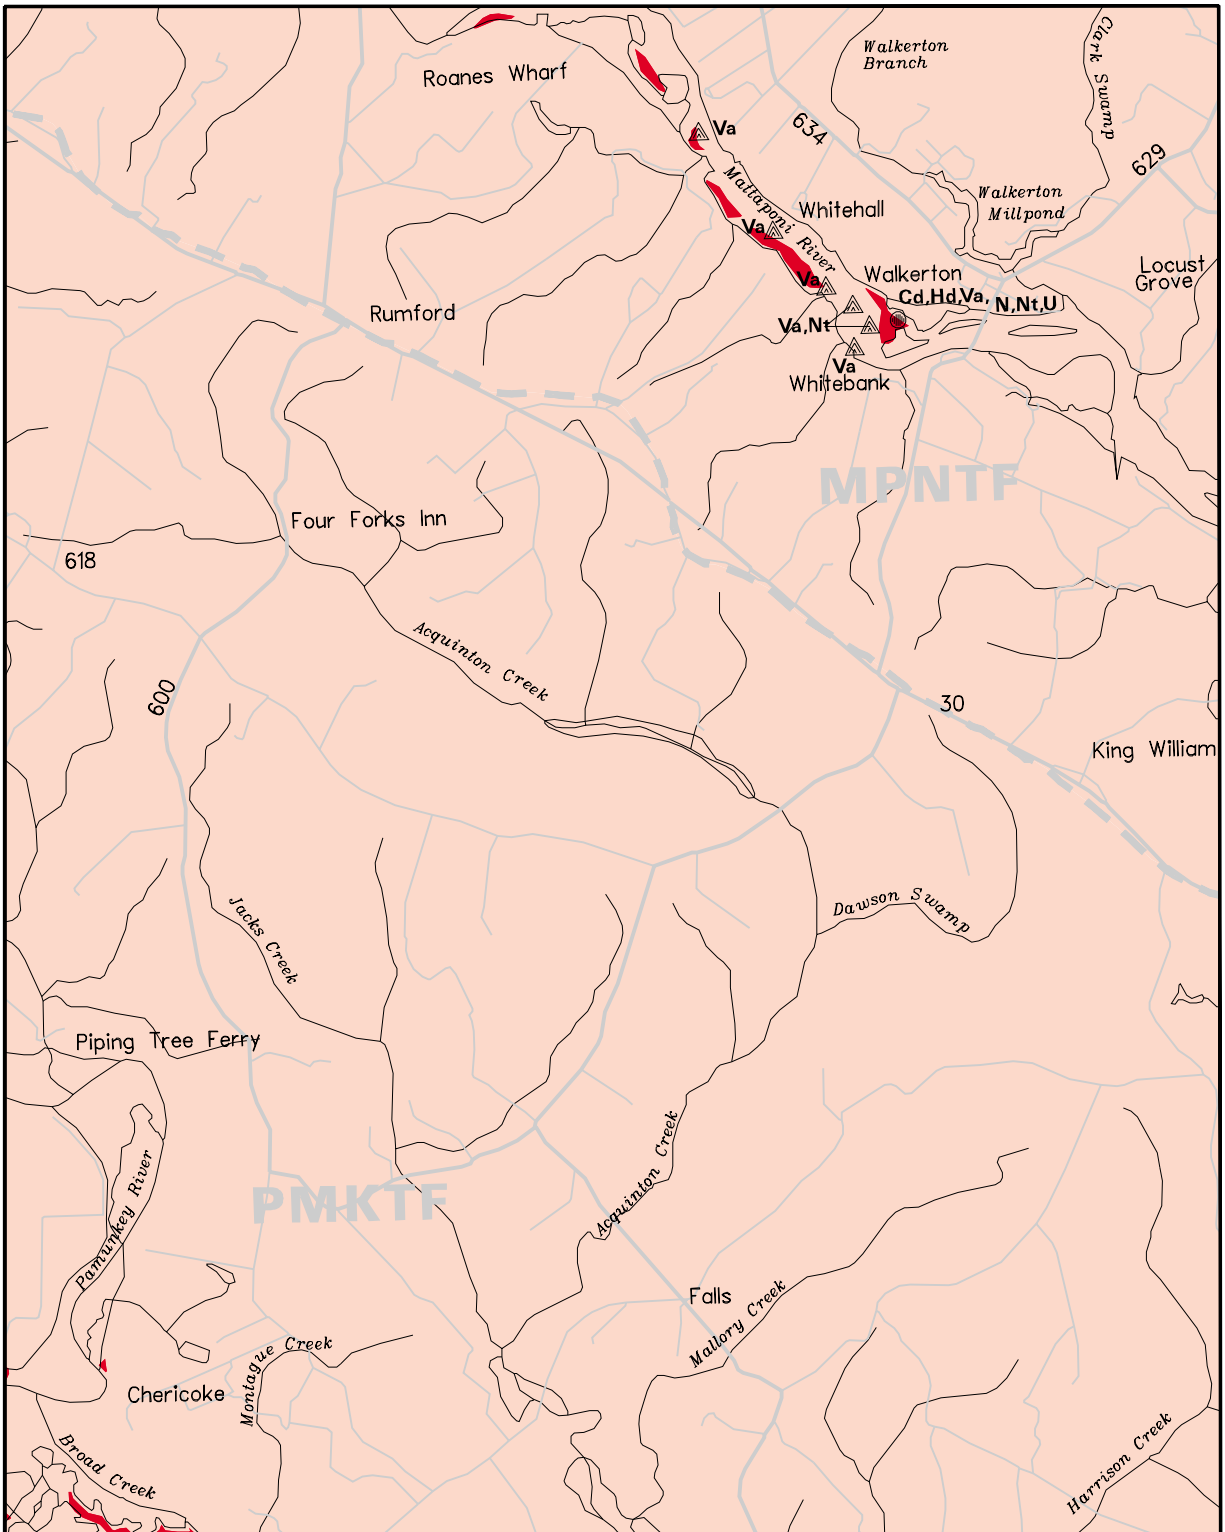 Walkerton
Branch
Clark Swamp
Roanes Wharf
Va
634
629
Mattaponi River
Walkerton
Millpond
Whitehall
Va
Locust
Grove
Walkerton
Va
Cd,Hd,Va, N,Nt,U
Rumford
Va,Nt
Va
Whitebank
MPNTF
Four Forks Inn
618
Acquinton Creek
600
30
King William
Jacks Creek
Dawson Swamp
Piping Tree Ferry
Acquinton Creek
Pamunkey River
PMKTF
Falls
Mallory Creek
Montague Creek
Chericoke
Harrison Creek
Broad Creek